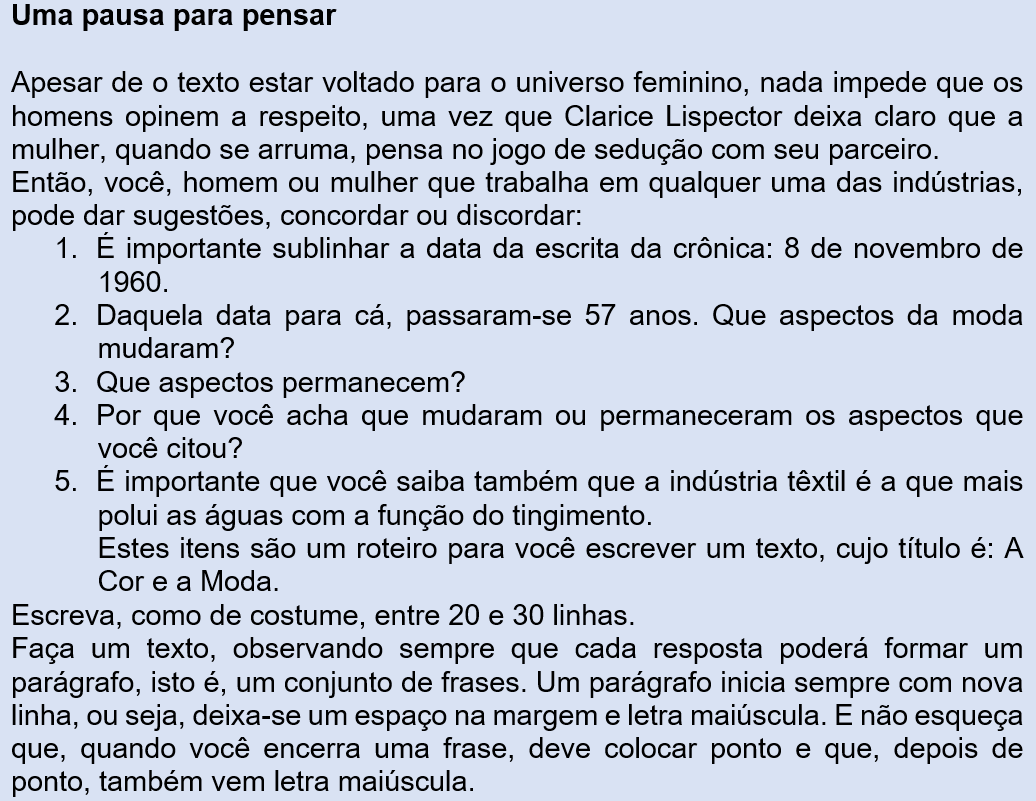 Uma pausa para pensar
Apesar de o texto estar voltado para o universo feminino, nada impede que os
homens opinem a respeito, uma vez que Clarice Lispector deixa claro que a
mulher, quando se arruma, pensa no jogo de sedução com seu parceiro.
Então, você, homem ou mulher que trabalha em qualquer uma das indústrias,
pode dar sugestões, concordar ou discordar:
1. É importante sublinhar a data da escrita da crônica: 8 de novembro de
1960.
2. Daquela data para cá, passaram-se 57 anos. Que aspectos da moda
mudaram?
3. Que aspectos permanecem?
4. Por que você acha que mudaram ou permaneceram os aspectos que
você citou?
5. É importante que você saiba também que a indústria têxtil é a que mais
polui as águas com a função do tingimento.
Estes itens são um roteiro para você escrever um texto, cujo título é: A
Cor e a Moda.
Escreva, como de costume, entre 20 e 30 linhas.
Faça um texto, observando sempre que cada resposta poderá formar um
parágrafo, isto é, um conjunto de frases. Um parágrafo inicia sempre com nova
linha, ou seja, deixa-se um espaço na margem e letra maiúscula. E não esqueça
que, quando você encerra uma frase, deve colocar ponto e que, depois de
ponto, também vem letra maiúscula.